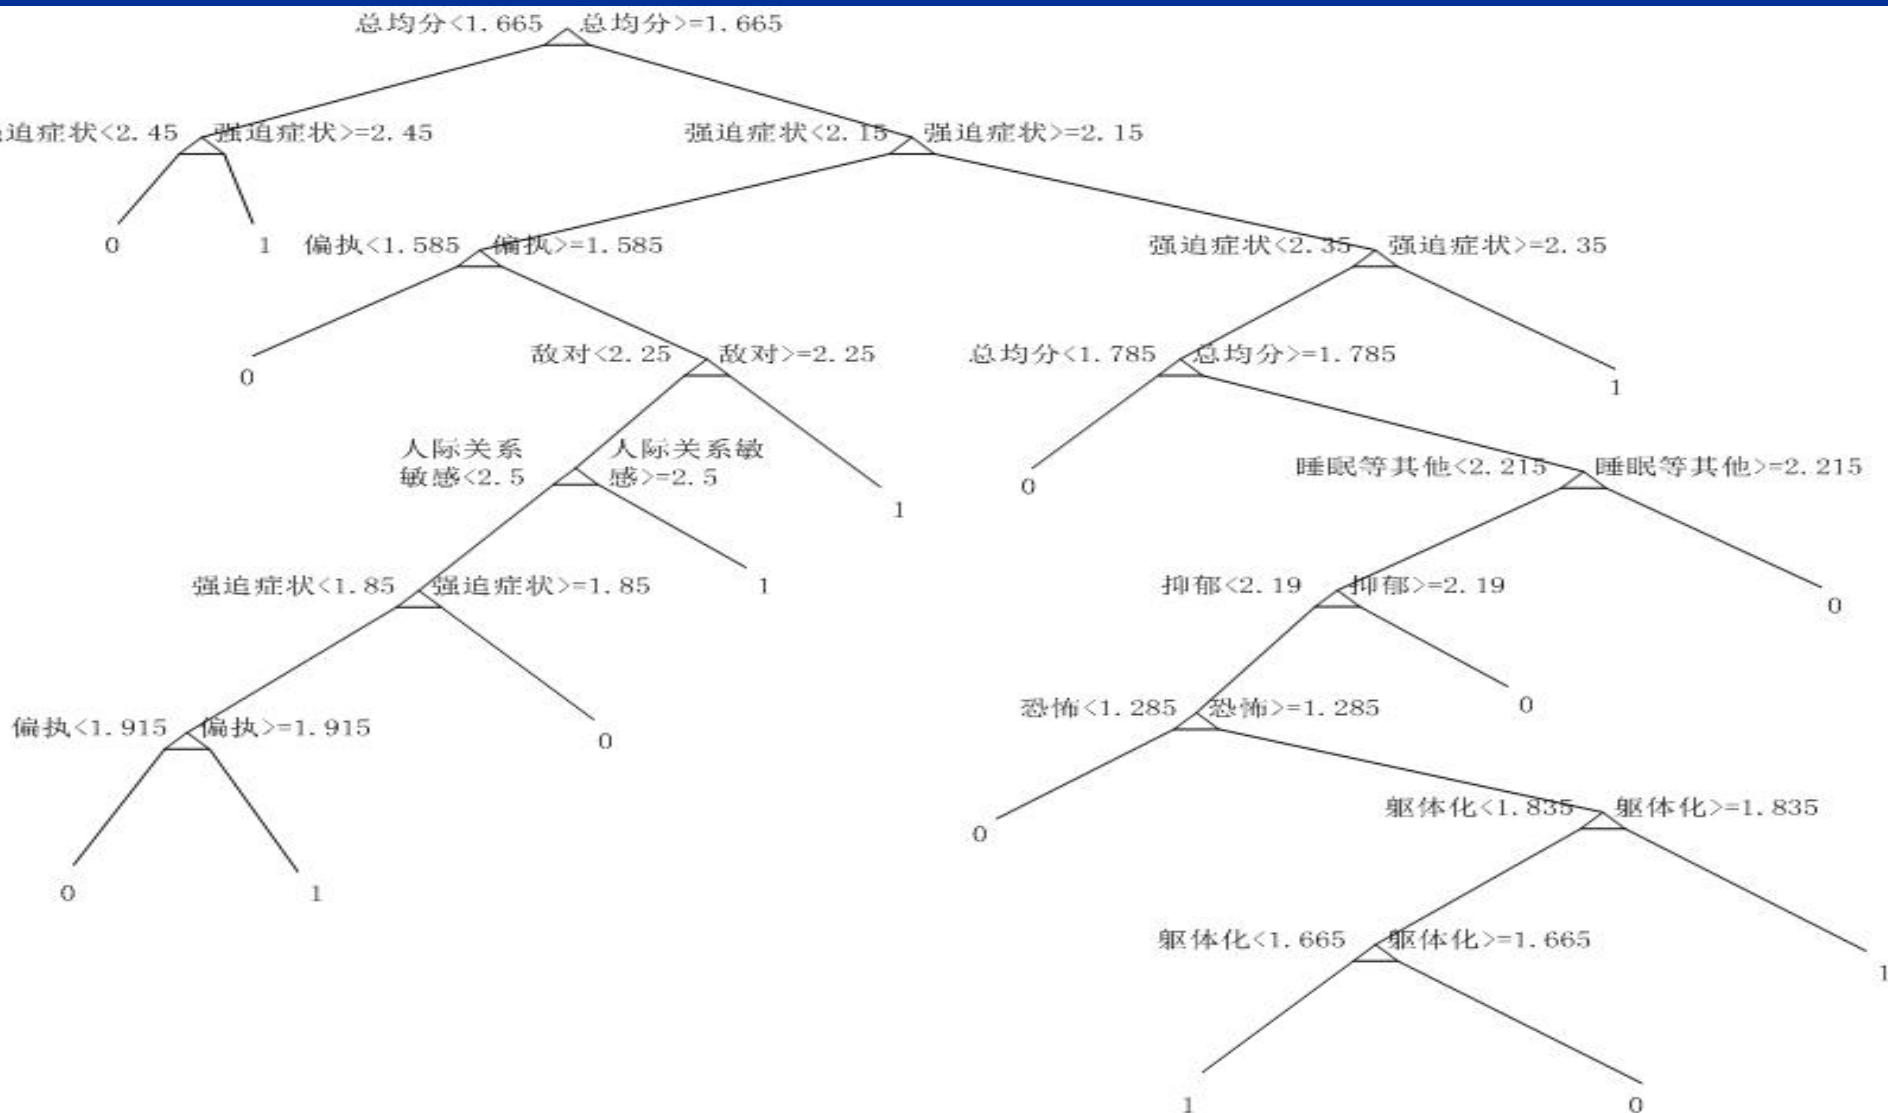 总均分<1.665 总均分>=1.665
迫症状<2.45 强迫症状>=2.45 强迫症状<2.15 强迫症状>=2.15
0 1 偏执<1.585 偏执>=1.585 强迫症状<2.35 强迫症状>=2.35
0 敌对<2.25 敌对>=2.25 总均分<1.785 总均分>=1.785 1
人际关系 人际关系敏
敏感<2.5 感>=2.5 1 0 睡眠等其他<2.215 睡眠等其他>=2.215
强迫症状<1.85 强迫症状>=1.85 1 抑郁<2.19 抑郁>=2.19 0
偏执<1.915 偏执>=1.915 0 恐怖<1.285 恐怖>=1.285 0
0 躯体化<1.835 躯体化>=1.835
0 1
躯体化<1.665 躯体化>=1.665 1
1 0